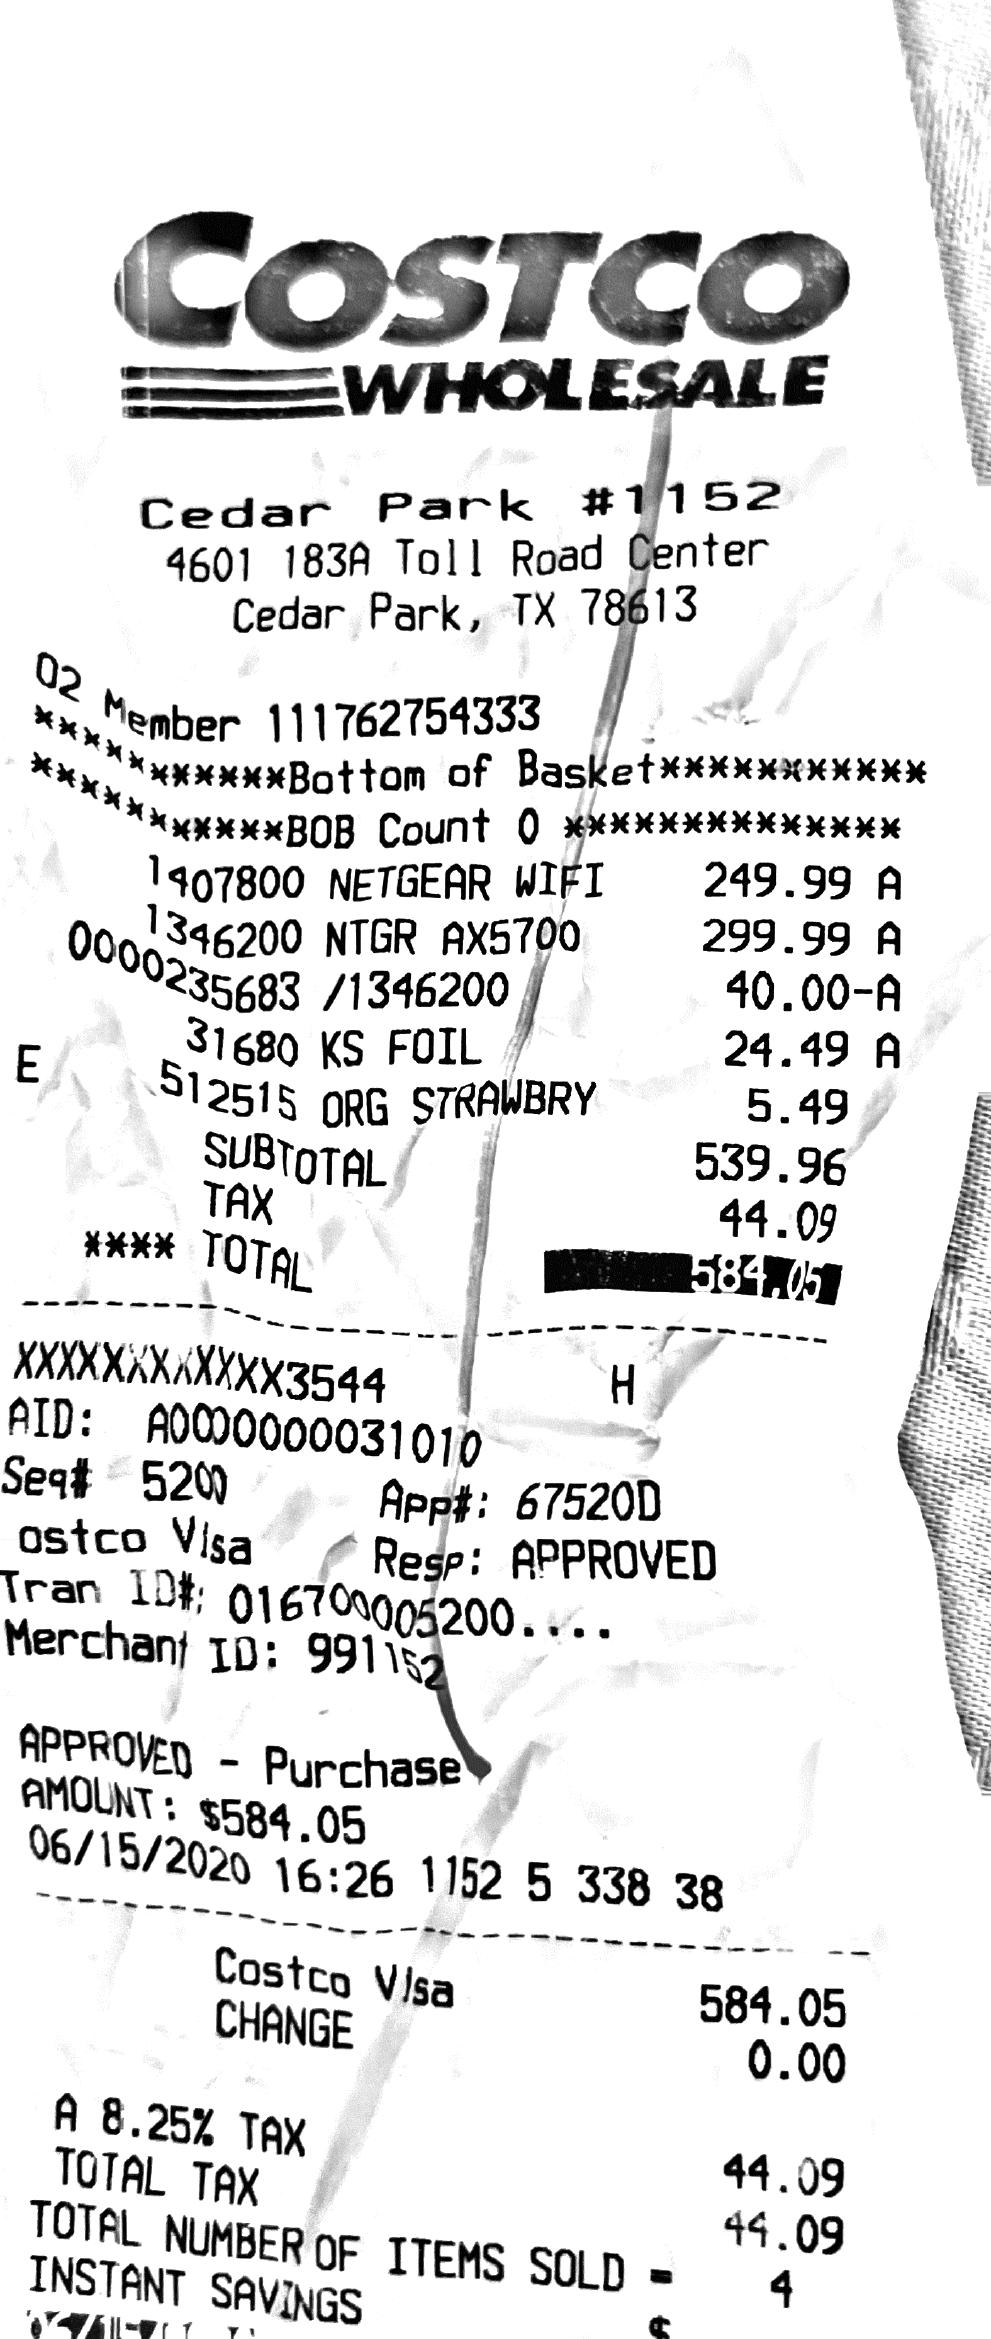 COSTCO
WHOLESALE
Cedar Park #1152
4601 183A Toll Road Center
Cedar Park, TX 78613
02 Member 111762754333
************Bottom of Basket************
************BOB Count 0 **************
1407800 NETGEAR WIFI 249.99 A
1346200 NTGR AX5700 299.99 A
0000235683 /1346200 40.00-A
31680 KS FOIL 24.49 A
E 512515 ORG STRAWBRY 5.49
SUBTOTAL 539.96
TAX 44.09
**** TOTAL 584.05
XXXXXXXXXXXX3544 H
AID: A0000000031010
Seq# 5200 App#: 67520D
ostco Visa Resp: APPROVED
Tran ID#: 016700005200....
Merchant ID: 991152
APPROVED - Purchase
AMOUNT: $584.05
06/15/2020 16:26 1152 5 338 38
Costco Visa 584.05
CHANGE 0.00
A 8.25% TAX 44.09
TOTAL TAX 44.09
TOTAL NUMBER OF ITEMS SOLD = 4
INSTANT SAVINGS $